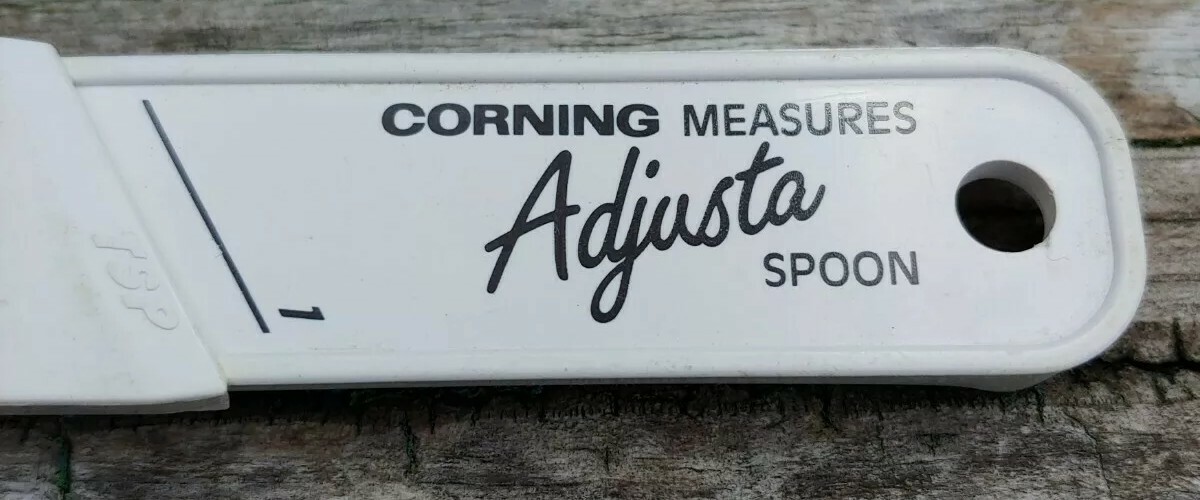 CORNING MEASURES
Adjusta
SPOON
1
TSP